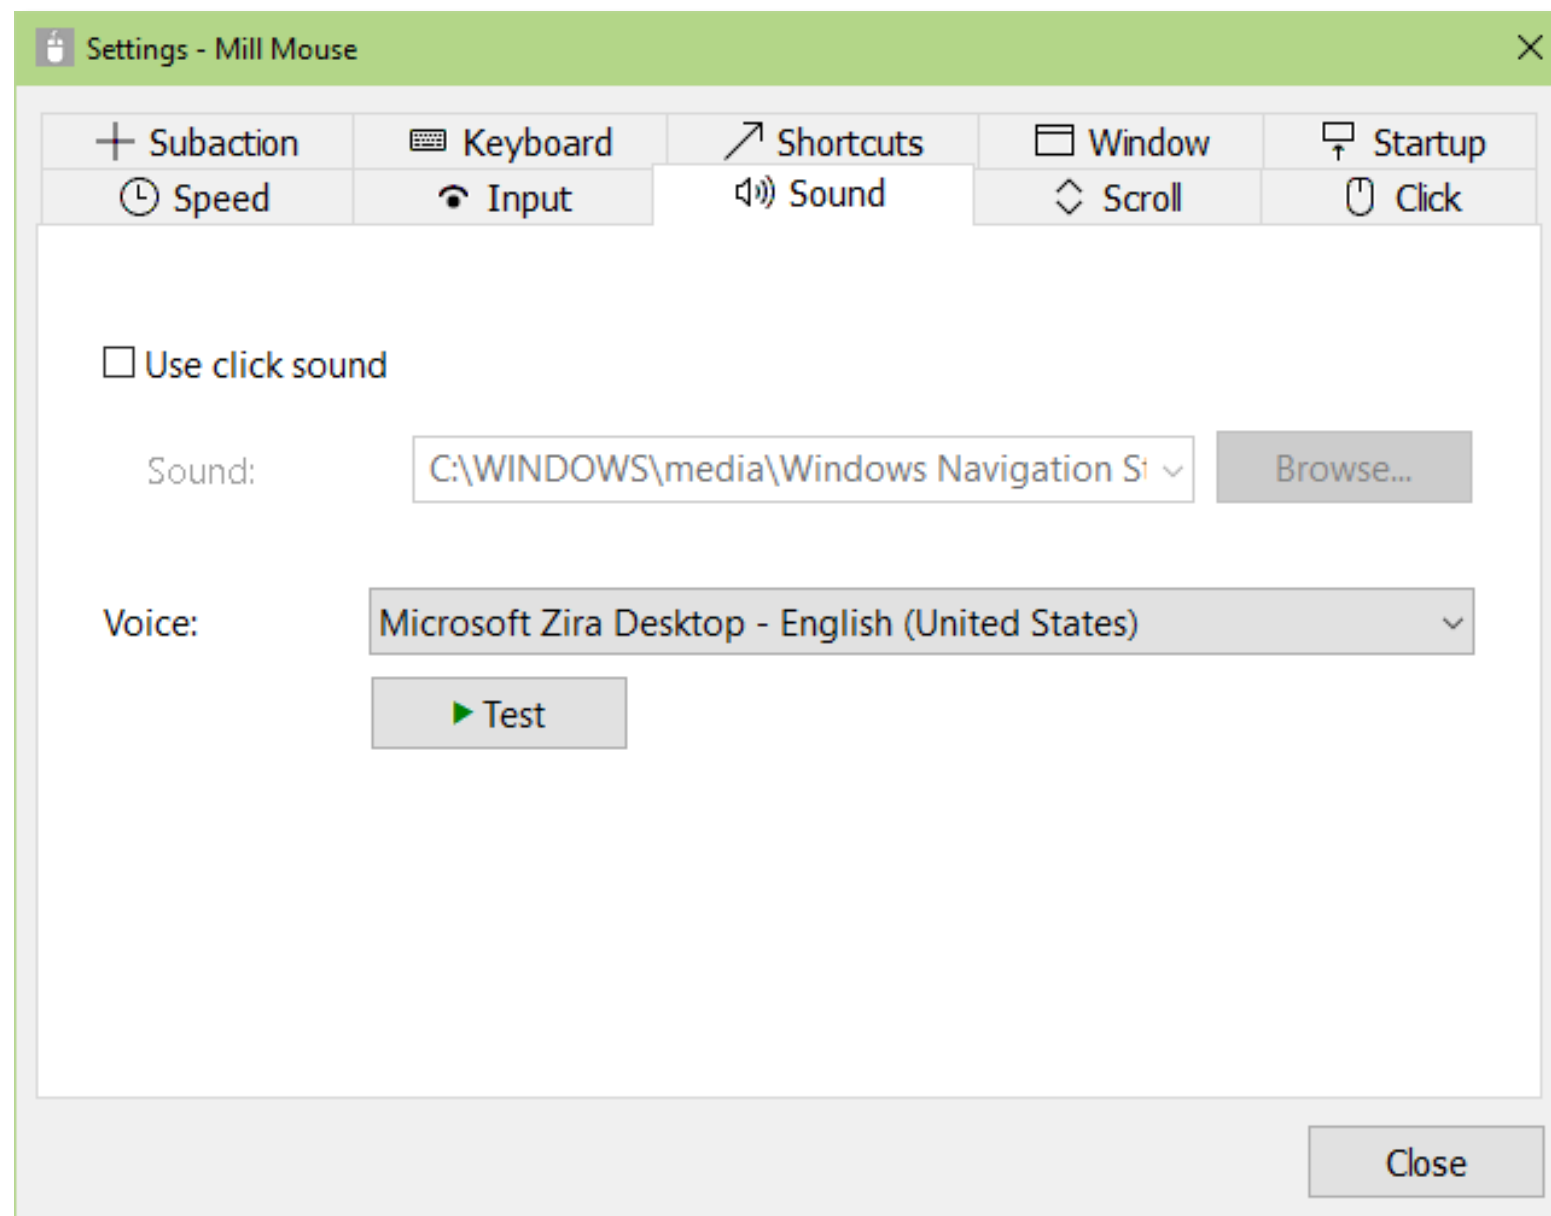 Settings - Mill Mouse
Subaction Keyboard Shortcuts Window Startup
Speed Input Sound Scroll Click
Use click sound
Sound: C:\WINDOWS\media\Windows Navigation St Browse...
Voice: Microsoft Zira Desktop - English (United States)
Test
Close